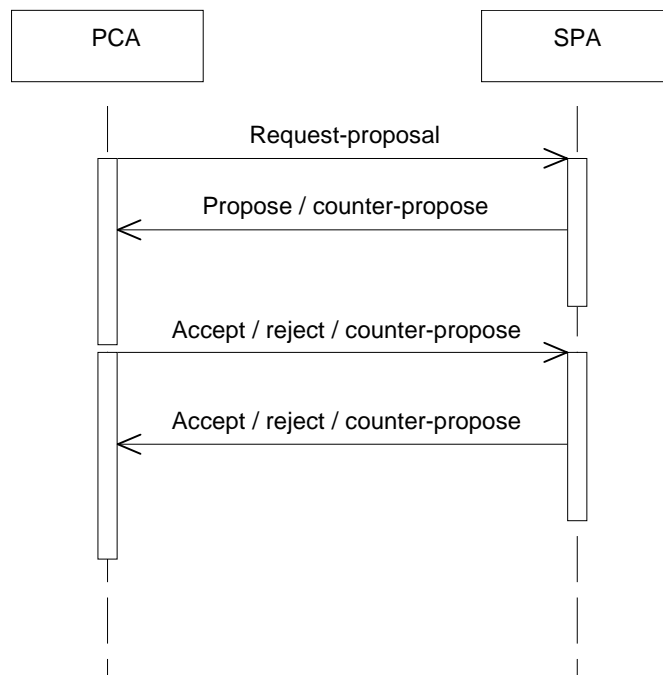 PCA
SPA
Request-proposal
Propose / counter-propose
Accept / reject / counter-propose
Accept / reject / counter-propose